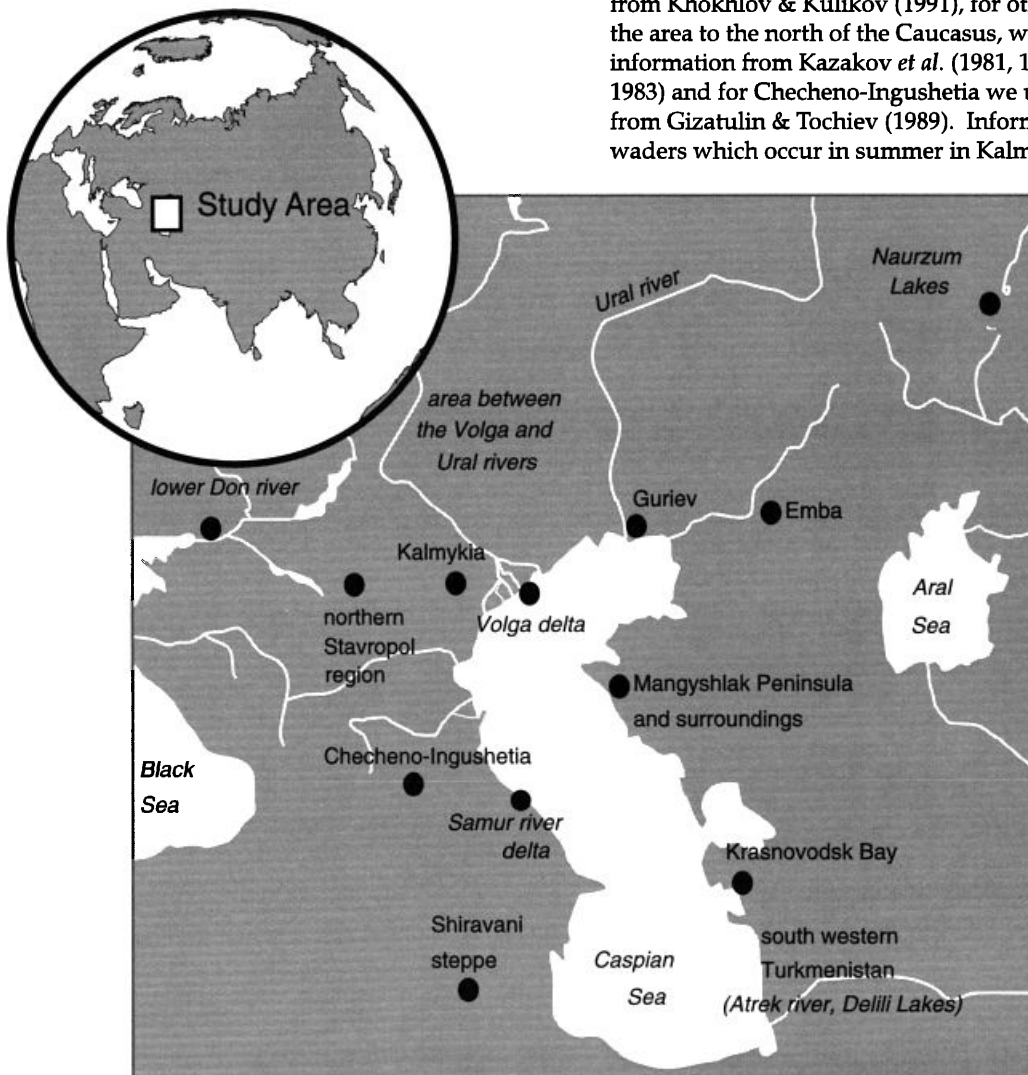 from Khokhlov & Kulikov (1991), for ot
the area to the north of the Caucasus, w
information from Kazakov et al. (1981, 1
1983) and for Checheno-Ingushetia we u
from Gizatulin & Tochiev (1989). Inform
waders which occur in summer in Kalm
Study Area
Naurzum
Lakes
Ural river
area between
the Volga and
Ural rivers
lower Don river
Guriev
Emba
Kalmykia
Aral
Sea
northern
Stavropol
region
Volga delta
Mangyshlak Peninsula
and surroundings
Checheno-Ingushetia
Black
Sea
Samur river
delta
Krasnovodsk Bay
Shiravani
steppe
Caspian
Sea
south western
Turkmenistan
(Atrek river, Delili Lakes)